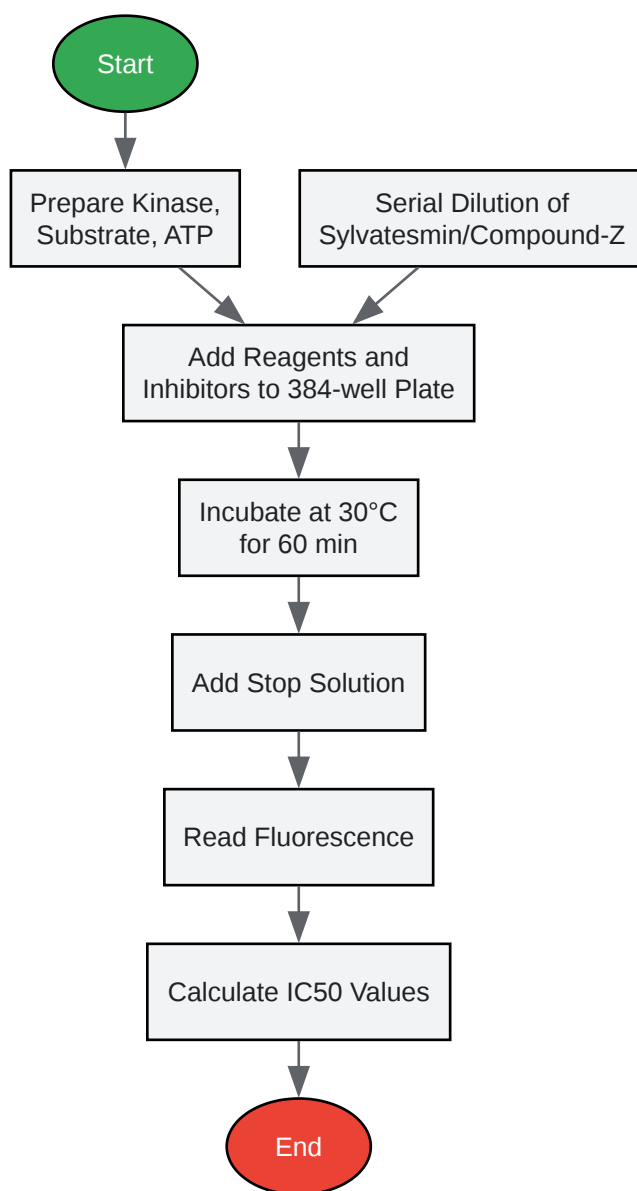 Start
Prepare Kinase,
Substrate, ATP
Serial Dilution of
Sylvatesmin/Compound-Z
Add Reagents and
Inhibitors to 384-well Plate
Incubate at 30°C
for 60 min
Add Stop Solution
Read Fluorescence
Calculate IC50 Values
End